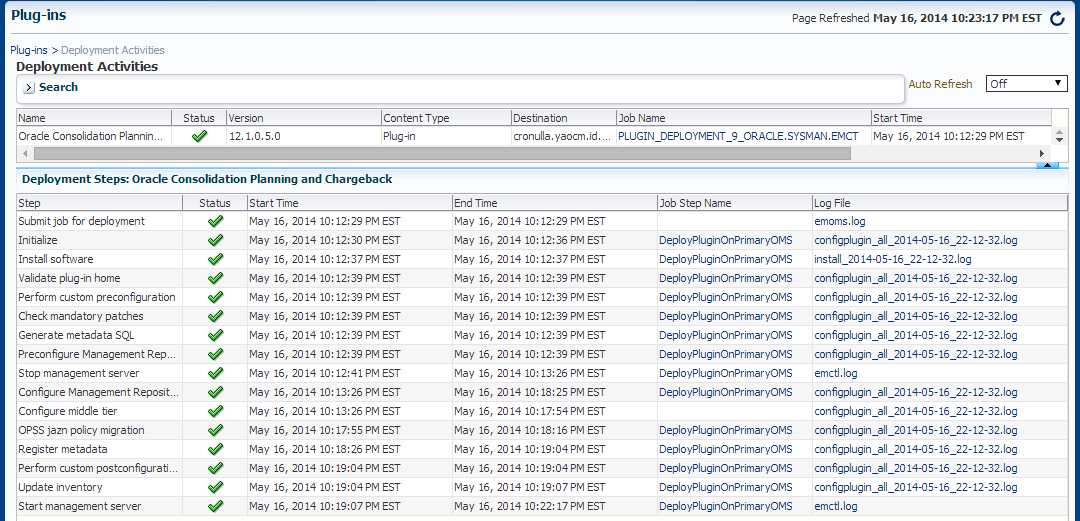 Plug-ins
Page Refreshed May 16, 2014 10:23:17 PM EST
Plug-ins > Deployment Activities
Deployment Activities
Search
Auto Refresh Off
Name Status Version Content Type Destination Job Name Start Time
Oracle Consolidation Plannin... 12.1.0.5.0 Plug-in cronulla.yaocm.id.... PLUGIN_DEPLOYMENT_9_ORACLE.SYSMAN.EMCT May 16, 2014 10:12:29 PM EST
Deployment Steps: Oracle Consolidation Planning and Chargeback
Step Status Start Time End Time Job Step Name Log File
Submit job for deployment May 16, 2014 10:12:29 PM EST May 16, 2014 10:12:29 PM EST emoms.log
Initialize May 16, 2014 10:12:30 PM EST May 16, 2014 10:12:36 PM EST DeployPluginOnPrimaryOMS configplugin_all_2014-05-16_22-12-32.log
Install software May 16, 2014 10:12:37 PM EST May 16, 2014 10:12:37 PM EST DeployPluginOnPrimaryOMS install_2014-05-16_22-12-32.log
Validate plug-in home May 16, 2014 10:12:39 PM EST May 16, 2014 10:12:39 PM EST DeployPluginOnPrimaryOMS configplugin_all_2014-05-16_22-12-32.log
Perform custom preconfiguration May 16, 2014 10:12:39 PM EST May 16, 2014 10:12:39 PM EST DeployPluginOnPrimaryOMS configplugin_all_2014-05-16_22-12-32.log
Check mandatory patches May 16, 2014 10:12:39 PM EST May 16, 2014 10:12:39 PM EST DeployPluginOnPrimaryOMS configplugin_all_2014-05-16_22-12-32.log
Generate metadata SQL May 16, 2014 10:12:39 PM EST May 16, 2014 10:12:39 PM EST DeployPluginOnPrimaryOMS configplugin_all_2014-05-16_22-12-32.log
Preconfigure Management Rep... May 16, 2014 10:12:39 PM EST May 16, 2014 10:12:39 PM EST DeployPluginOnPrimaryOMS configplugin_all_2014-05-16_22-12-32.log
Stop management server May 16, 2014 10:12:41 PM EST May 16, 2014 10:13:26 PM EST DeployPluginOnPrimaryOMS emctl.log
Configure Management Reposit... May 16, 2014 10:13:26 PM EST May 16, 2014 10:18:25 PM EST DeployPluginOnPrimaryOMS configplugin_all_2014-05-16_22-12-32.log
Configure middle tier May 16, 2014 10:13:26 PM EST May 16, 2014 10:17:54 PM EST configplugin_all_2014-05-16_22-12-32.log
OPSS jazn policy migration May 16, 2014 10:17:55 PM EST May 16, 2014 10:18:16 PM EST DeployPluginOnPrimaryOMS configplugin_all_2014-05-16_22-12-32.log
Register metadata May 16, 2014 10:18:26 PM EST May 16, 2014 10:19:04 PM EST DeployPluginOnPrimaryOMS configplugin_all_2014-05-16_22-12-32.log
Perform custom postconfigurati... May 16, 2014 10:19:04 PM EST May 16, 2014 10:19:04 PM EST DeployPluginOnPrimaryOMS configplugin_all_2014-05-16_22-12-32.log
Update inventory May 16, 2014 10:19:04 PM EST May 16, 2014 10:19:07 PM EST DeployPluginOnPrimaryOMS configplugin_all_2014-05-16_22-12-32.log
Start management server May 16, 2014 10:19:07 PM EST May 16, 2014 10:22:17 PM EST DeployPluginOnPrimaryOMS emctl.log